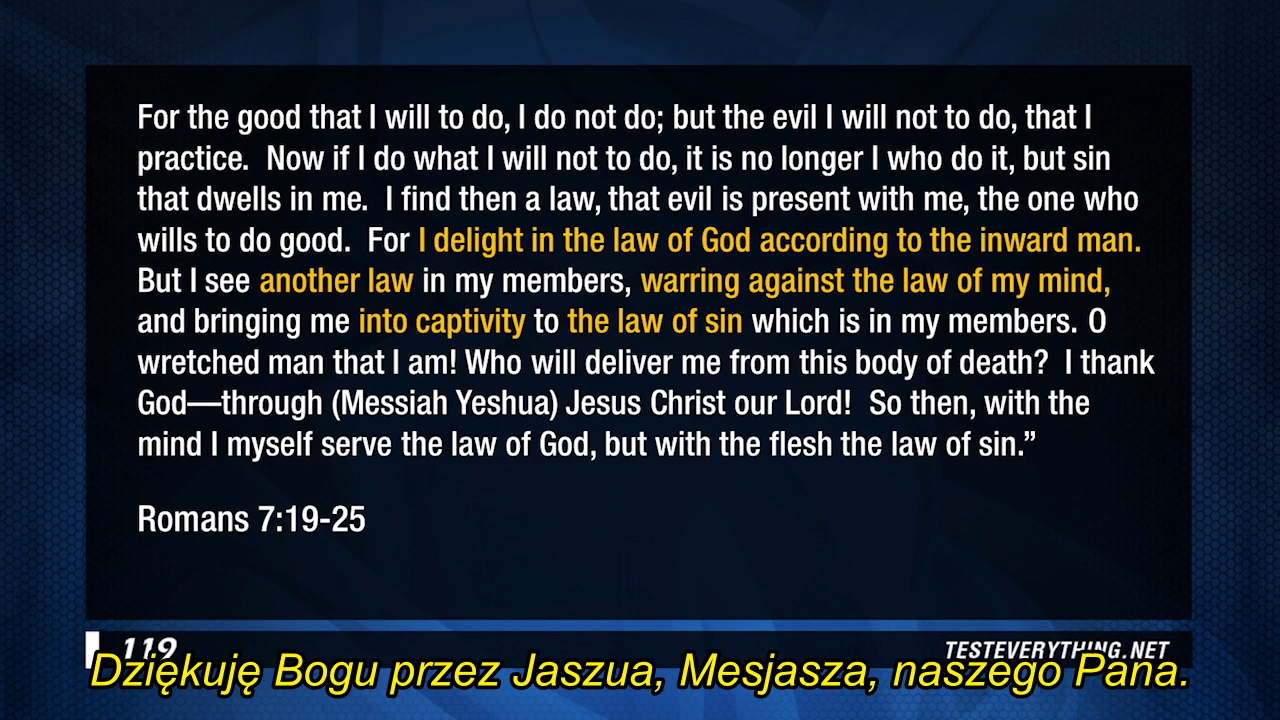 For the good that I will to do, I do not do; but the evil I will not to do, that I
practice.  Now if I do what I will not to do, it is no longer I who do it, but sin
that dwells in me.  I find then a law, that evil is present with me, the one who
wills to do good.  For I delight in the law of God according to the inward man.
But I see another law in my members, warring against the law of my mind,
and bringing me into captivity to the law of sin which is in my members. O
wretched man that I am! Who will deliver me from this body of death?  I thank
God—through (Messiah Yeshua) Jesus Christ our Lord!  So then, with the
mind I myself serve the law of God, but with the flesh the law of sin.”
Romans 7:19-25
119
TESTEVERYTHING.NET
Dziękuję Bogu przez Jaszua, Mesjasza, naszego Pana.